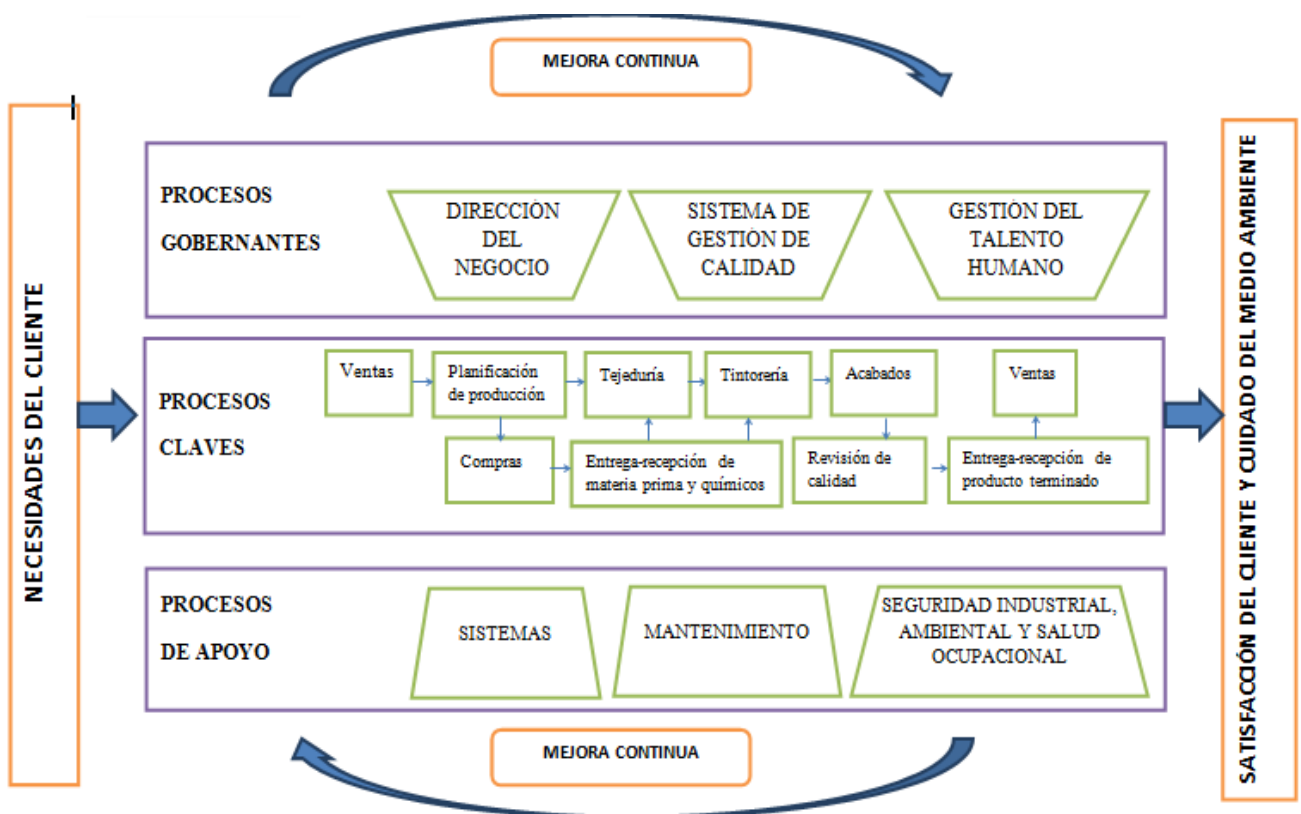 MEJORA CONTINUA
NECESIDADES DEL CLIENTE
PROCESOS
GOBERNANTES
DIRECCIÓN
DEL
NEGOCIO
SISTEMA DE
GESTIÓN DE
CALIDAD
GESTIÓN DEL
TALENTO
HUMANO
PROCESOS
CLAVES
Ventas
Planificación
de producción
Tejeduría
Tintorería
Acabados
Ventas
Compras
Entrega-recepción de
materia prima y químicos
Revisión de
calidad
Entrega-recepción de
producto terminado
PROCESOS
DE APOYO
SISTEMAS
MANTENIMIENTO
SEGURIDAD INDUSTRIAL,
AMBIENTAL Y SALUD
OCUPACIONAL
SATISFACCIÓN DEL CLIENTE Y CUIDADO DEL MEDIO AMBIENTE
MEJORA CONTINUA